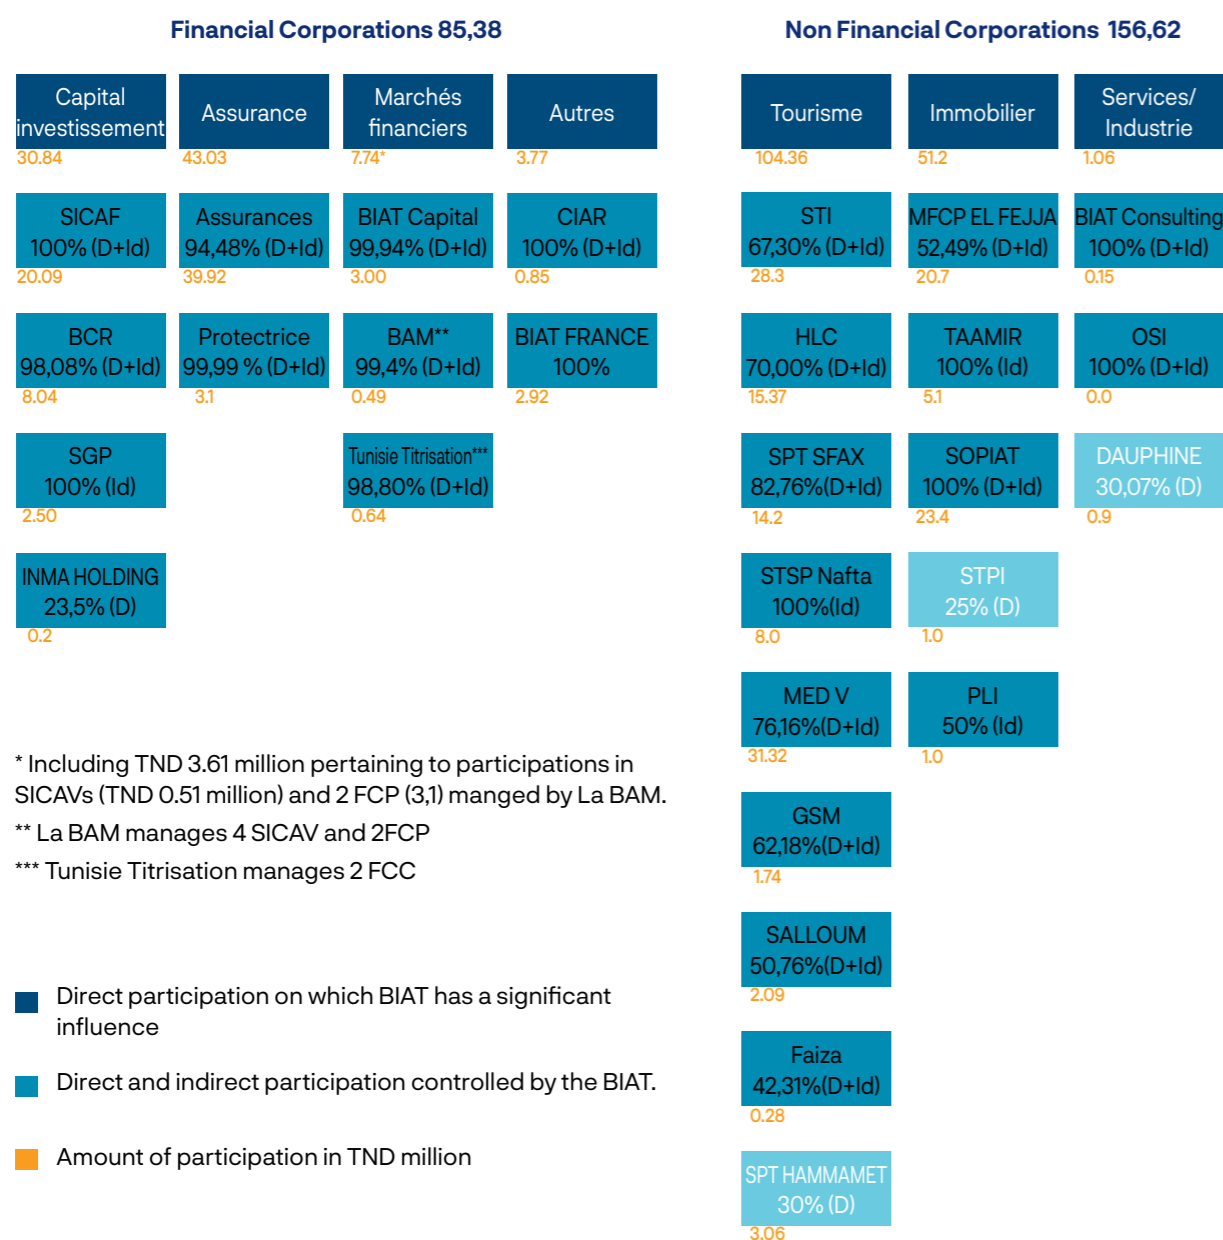 Financial Corporations 85,38
Capital
investissement
30.84
SICAF
100% (D+Id)
20.09
BCR
98,08% (D+Id)
8.04
SGP
100% (Id)
2.50
INMA HOLDING
23,5% (D)
0.2
Assurance
43.03
Assurances
94,48% (D+Id)
39.92
Protectrice
99,99 % (D+Id)
3.1
Marchés
financiers
7.74*
BIAT Capital
99,94% (D+Id)
3.00
BAM**
99,4% (D+Id)
0.49
Tunisie Titrisation***
98,80% (D+Id)
0.64
Autres
3.77
CIAR
100% (D+Id)
0.85
BIAT FRANCE
100%
2.92
Non Financial Corporations 156,62
Tourisme
104.36
STI
67,30% (D+Id)
28.3
HLC
70,00% (D+Id)
15.37
SPT SFAX
82,76%(D+Id)
14.2
STSP Nafta
100%(Id)
8.0
MED V
76,16%(D+Id)
31.32
GSM
62,18%(D+Id)
1.74
SALLOUM
50,76%(D+Id)
2.09
Faiza
42,31%(D+Id)
0.28
SPT HAMMAMET
30% (D)
3.06
Immobilier
51.2
MFCP EL FEJJA
52,49% (D+Id)
20.7
TAAMIR
100% (Id)
5.1
SOPIAT
100% (D+Id)
23.4
STPI
25% (D)
1.0
PLI
50% (Id)
1.0
Services/
Industrie
1.06
BIAT Consulting
100% (D+Id)
0.15
OSI
100% (D+Id)
0.0
DAUPHINE
30,07% (D)
0.9
* Including TND 3.61 million pertaining to participations in
SICAVs (TND 0.51 million) and 2 FCP (3,1) manged by La BAM.
** La BAM manages 4 SICAV and 2FCP
*** Tunisie Titrisation manages 2 FCC
Direct participation on which BIAT has a significant
influence
Direct and indirect participation controlled by the BIAT.
Amount of participation in TND million